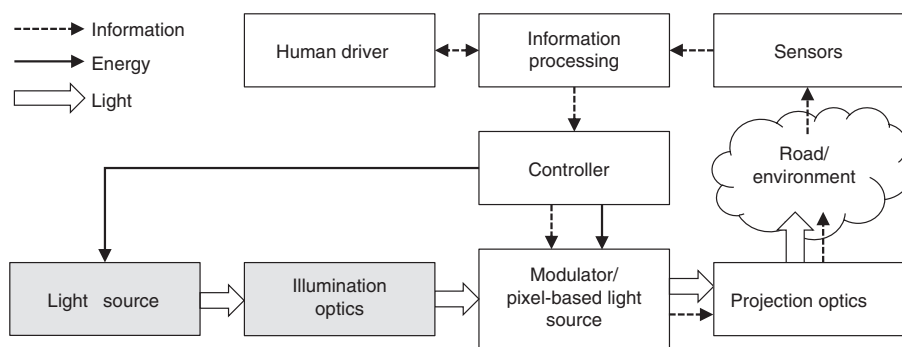 Information
Energy
Light
Human driver
Information
processing
Sensors
Controller
Road/
environment
Light source
Illumination
optics
Modulator/
pixel-based light
source
Projection optics